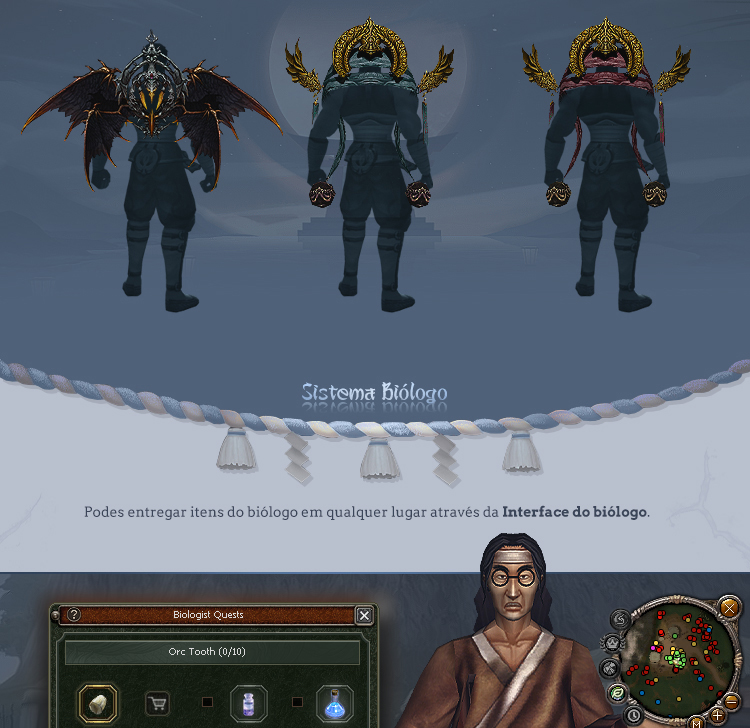 Sistema Biólogo
Podes entregar itens do biólogo em qualquer lugar através da Interface do biólogo.
? Biologist Quests X
Orc Tooth (0/10)
M